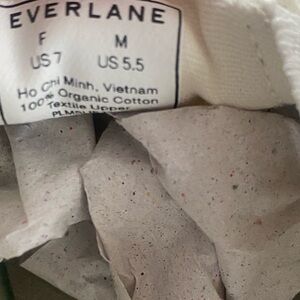 EVERLANE
F M
US 7 US 5.5
Ho Chi Minh, Vietnam
100% Organic Cotton
Textile Upper